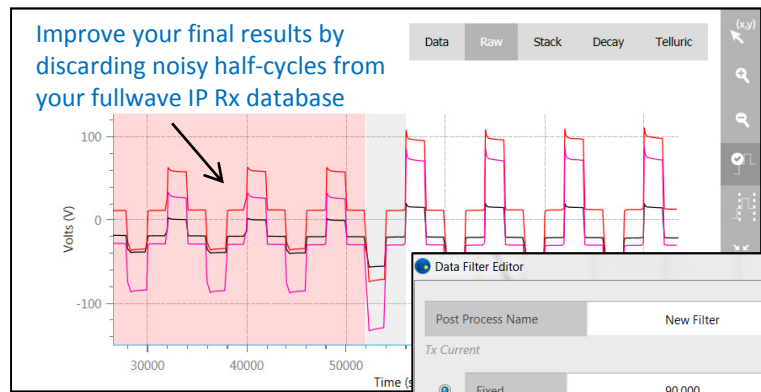 Improve your final results by
discarding noisy half-cycles from
your fullwave IP Rx database
Data Raw Stack Decay Telluric
(x,y)
100
0
-100
Volts (V)
30000 40000 50000
Time (s
Data Filter Editor
Post Process Name New Filter
Tx Current
Fixed 90.000